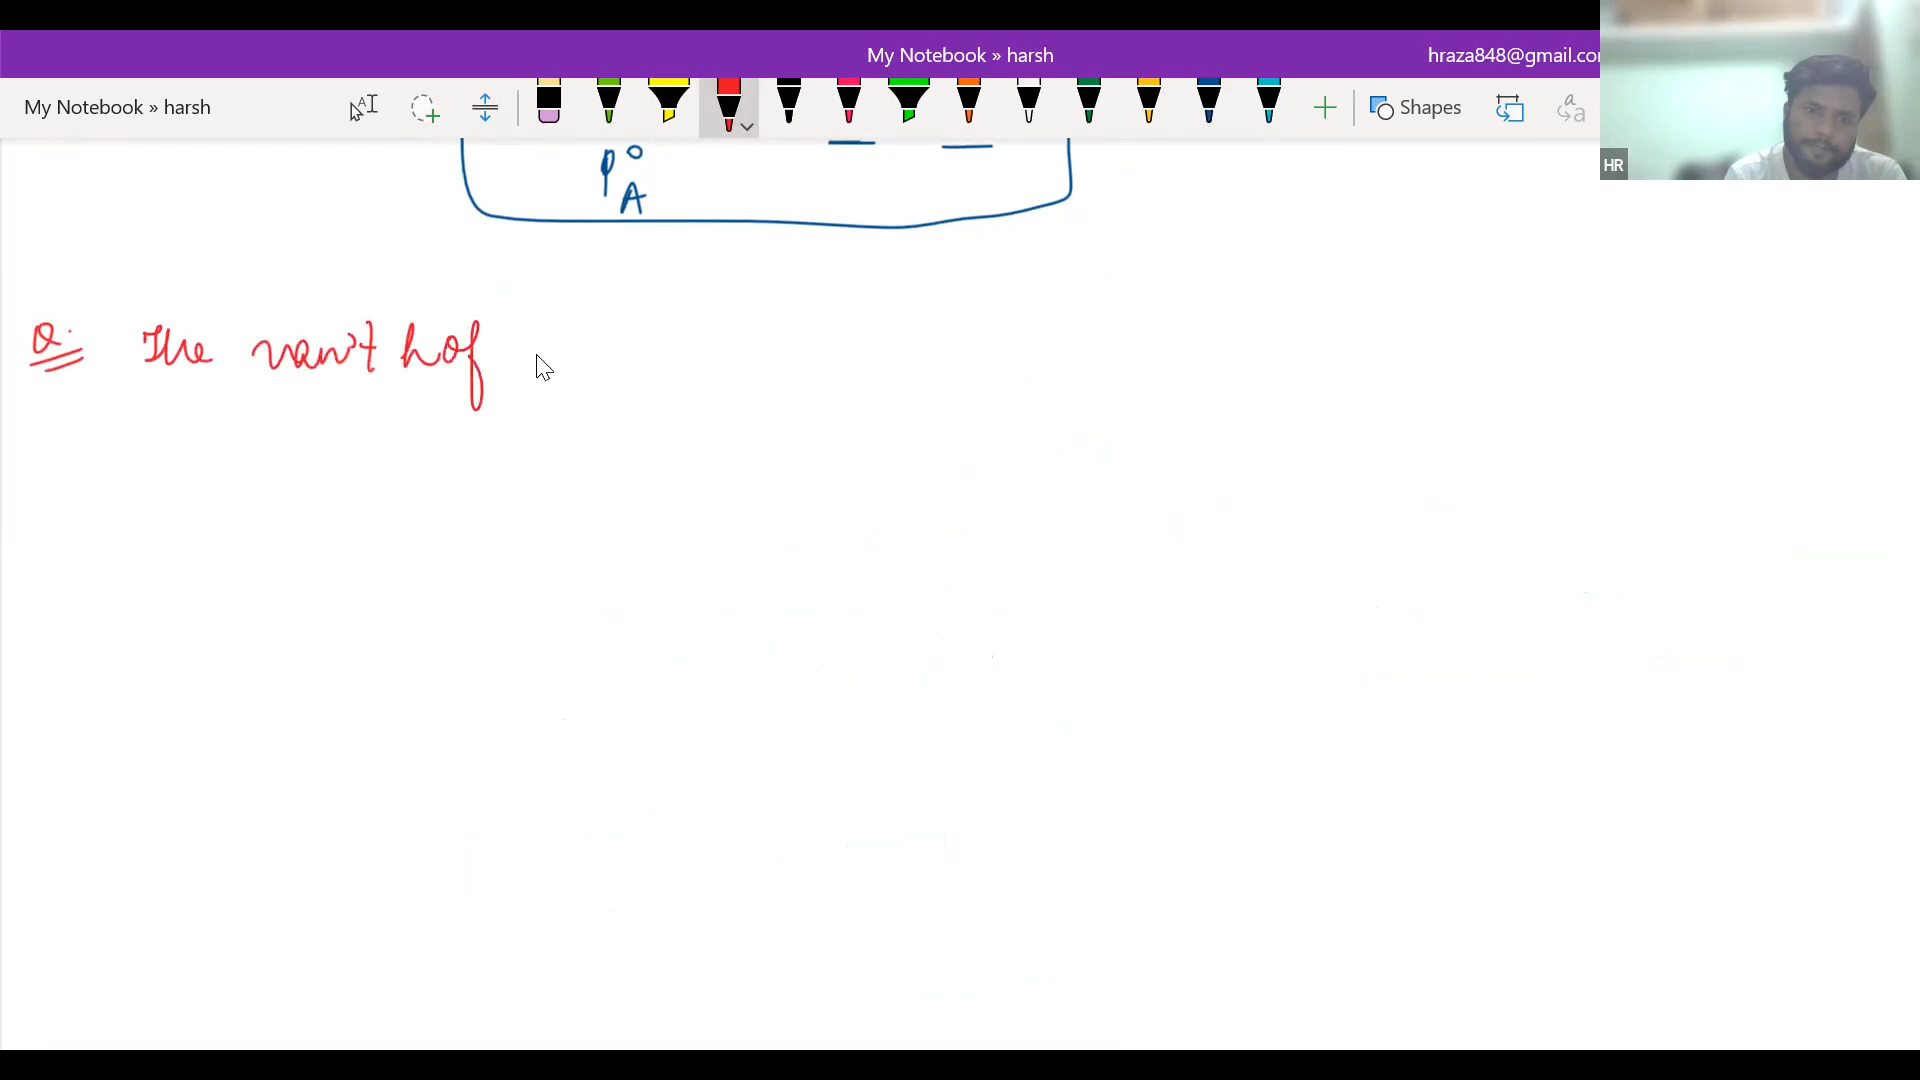 My Notebook » harsh
hraza848@gmail.co
My Notebook » harsh
Shapes
HR
P°
A
Q. The van't hof